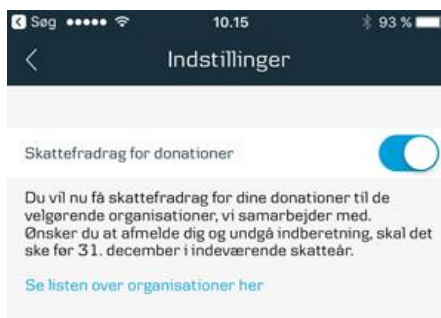 Søg 10.15 93 %
Indstillinger
Skattefradrag for donationer
Du vil nu få skattefradrag for dine donationer til de
velgørende organisationer, vi samarbejder med.
Ønsker du at afmelde dig og undgå indberetning, skal det
ske før 31. december i indeværende skatteår.
Se listen over organisationer her